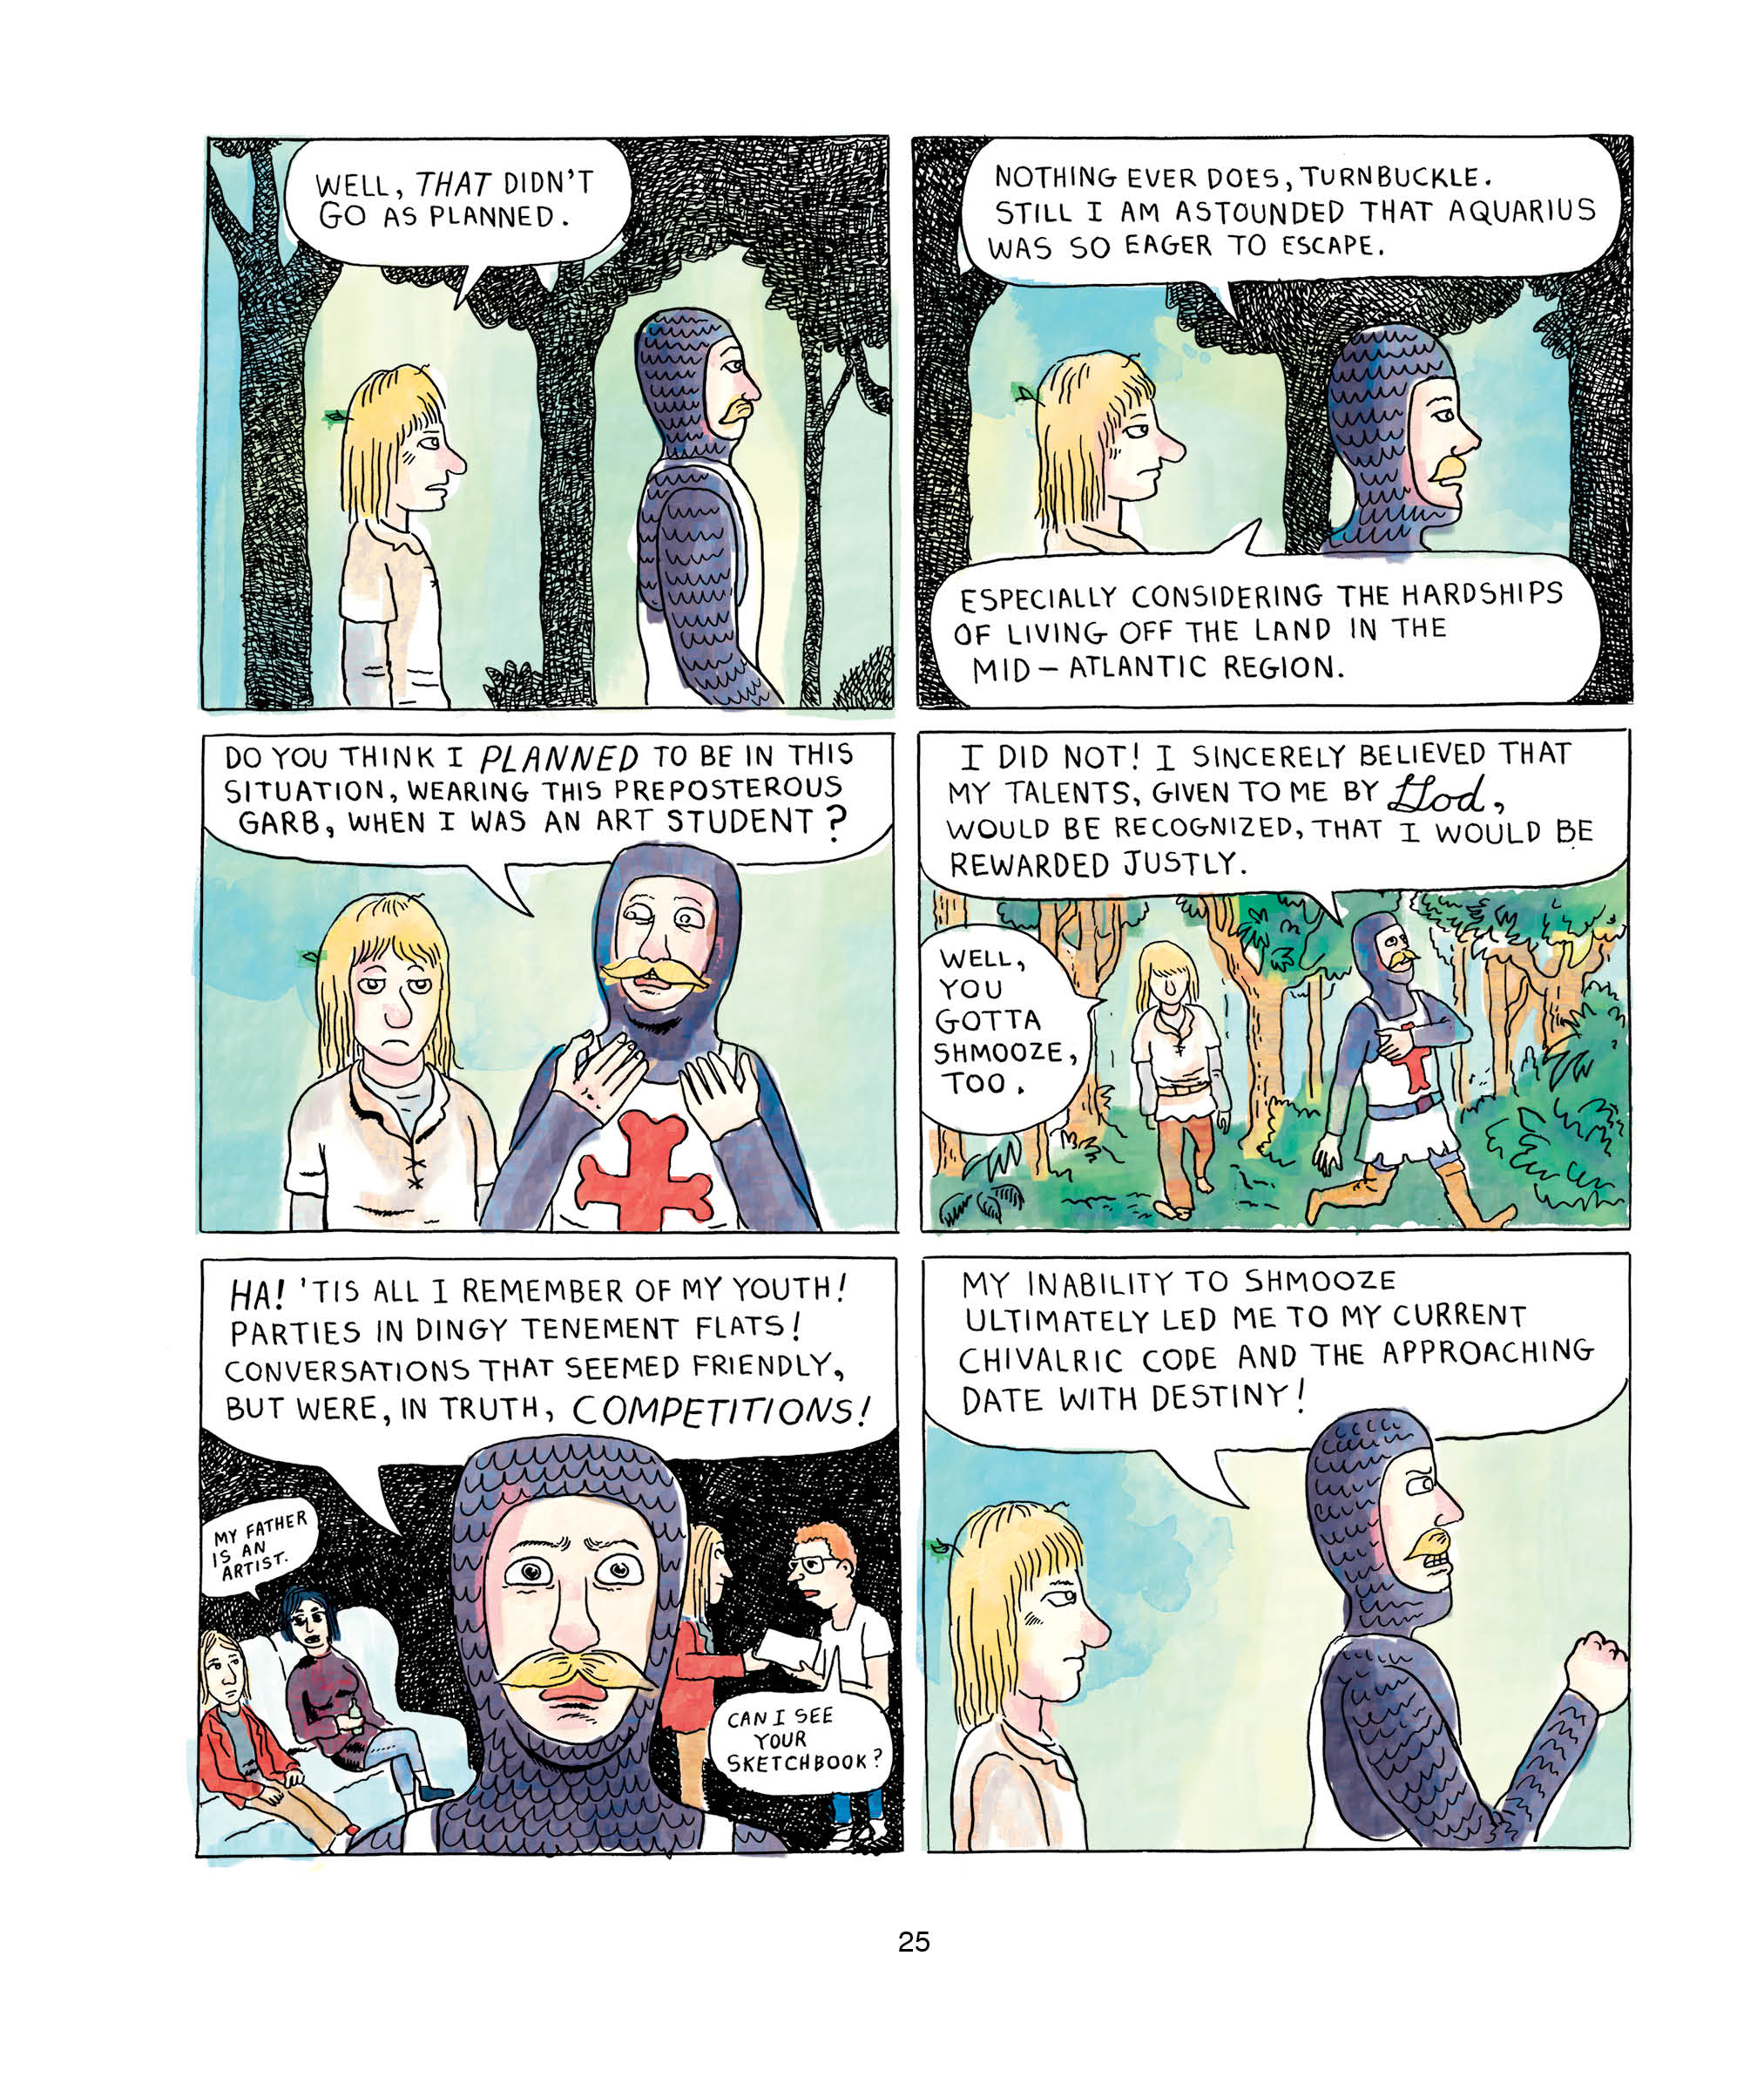 WELL, THAT DIDN'T
GO AS PLANNED.
NOTHING EVER DOES, TURNBUCKLE.
STILL I AM ASTOUNDED THAT AQUARIUS
WAS SO EAGER TO ESCAPE.
ESPECIALLY CONSIDERING THE HARDSHIPS
OF LIVING OFF THE LAND IN THE
MID-ATLANTIC REGION.
DO YOU THINK I PLANNED TO BE IN THIS
SITUATION, WEARING THIS PREPOSTEROUS
GARB, WHEN I WAS AN ART STUDENT?
I DID NOT! I SINCERELY BELIEVED THAT
MY TALENTS, GIVEN TO ME BY God,
WOULD BE RECOGNIZED, THAT I WOULD BE
REWARDED JUSTLY.
WELL,
YOU
GOTTA
SHMOOZE,
TOO.
HA! 'TIS ALL I REMEMBER OF MY YOUTH!
PARTIES IN DINGY TENEMENT FLATS!
CONVERSATIONS THAT SEEMED FRIENDLY,
BUT WERE, IN TRUTH, COMPETITIONS!
MY FATHER
IS AN
ARTIST.
CAN I SEE
YOUR
SKETCHBOOK?
MY INABILITY TO SHMOOZE
ULTIMATELY LED ME TO MY CURRENT
CHIVALRIC CODE AND THE APPROACHING
DATE WITH DESTINY!
25